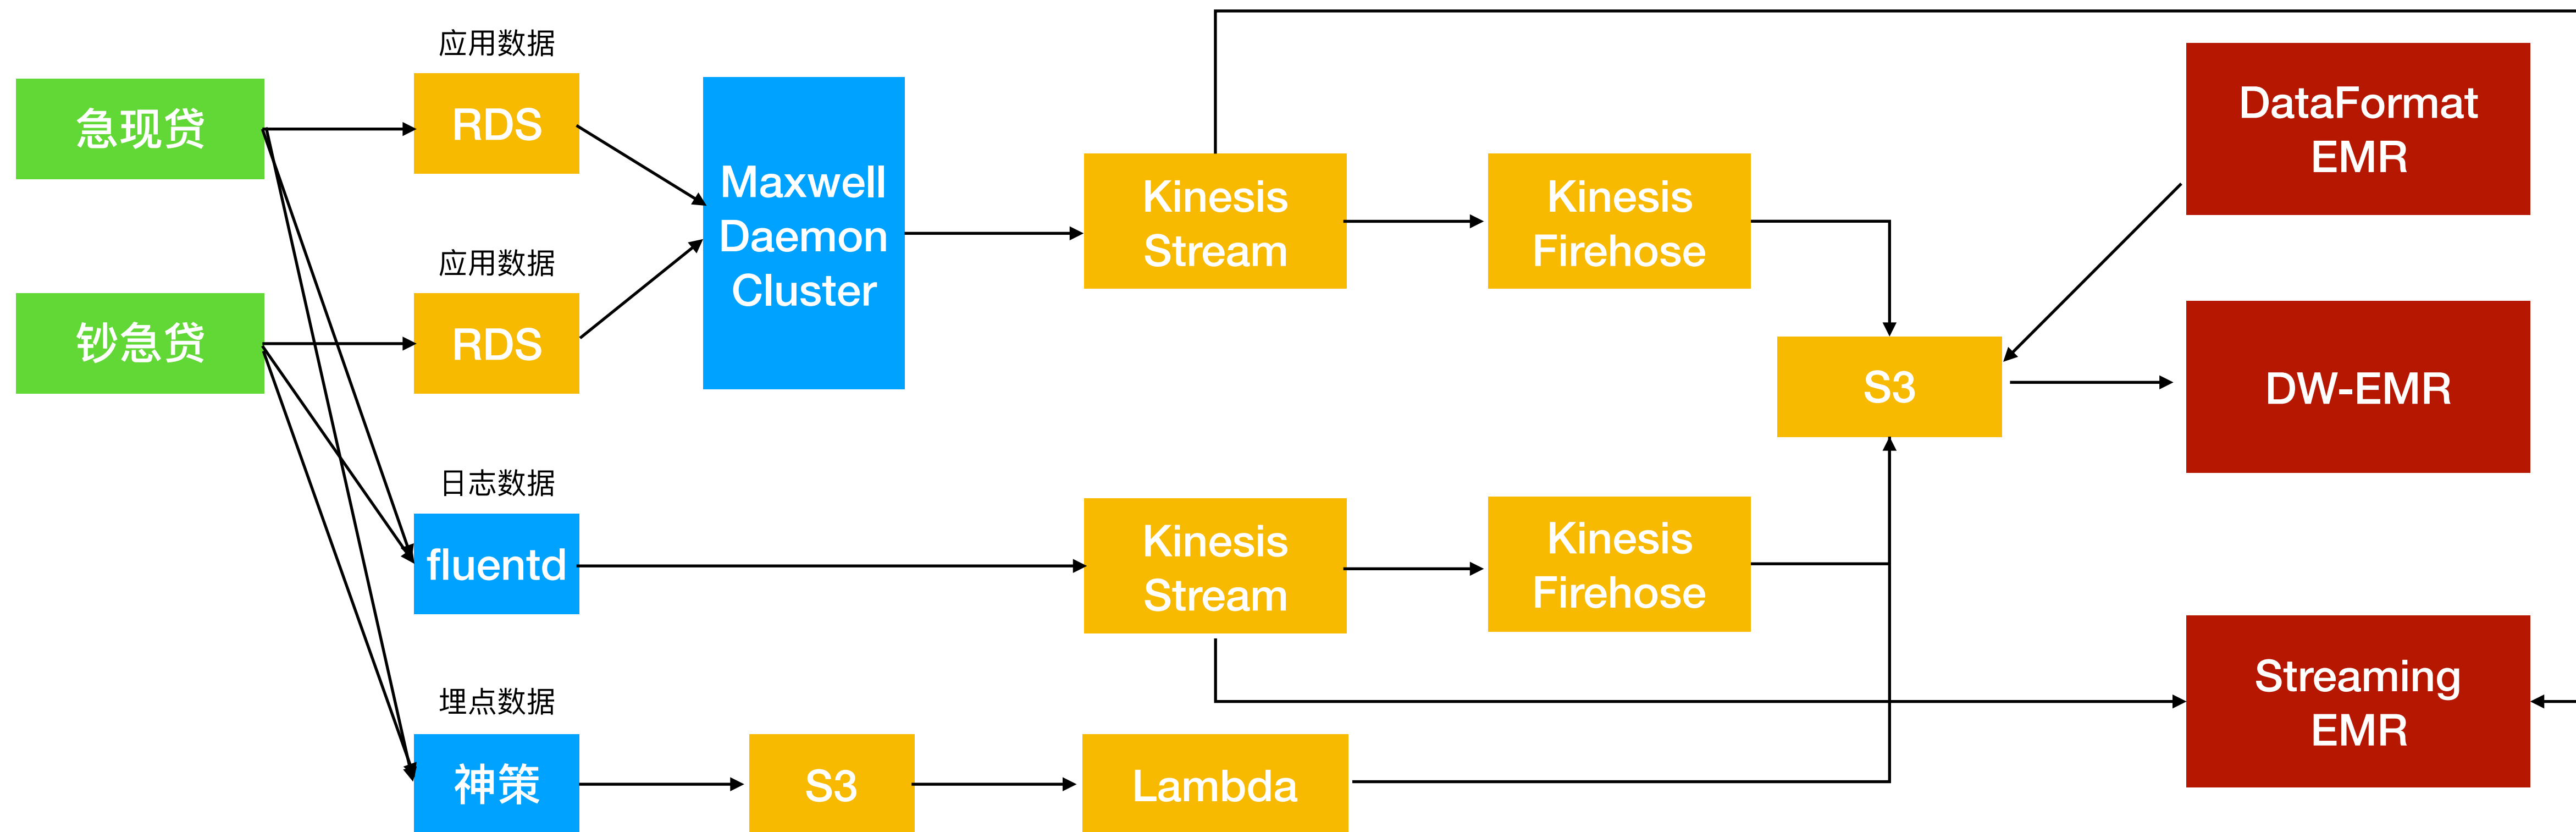 应用数据
急现贷
RDS
应用数据
钞急贷
RDS
Maxwell
Daemon
Cluster
Kinesis
Stream
Kinesis
Firehose
DataFormat
EMR
S3
DW-EMR
日志数据
fluentd
Kinesis
Stream
Kinesis
Firehose
Streaming
EMR
埋点数据
神策
S3
Lambda